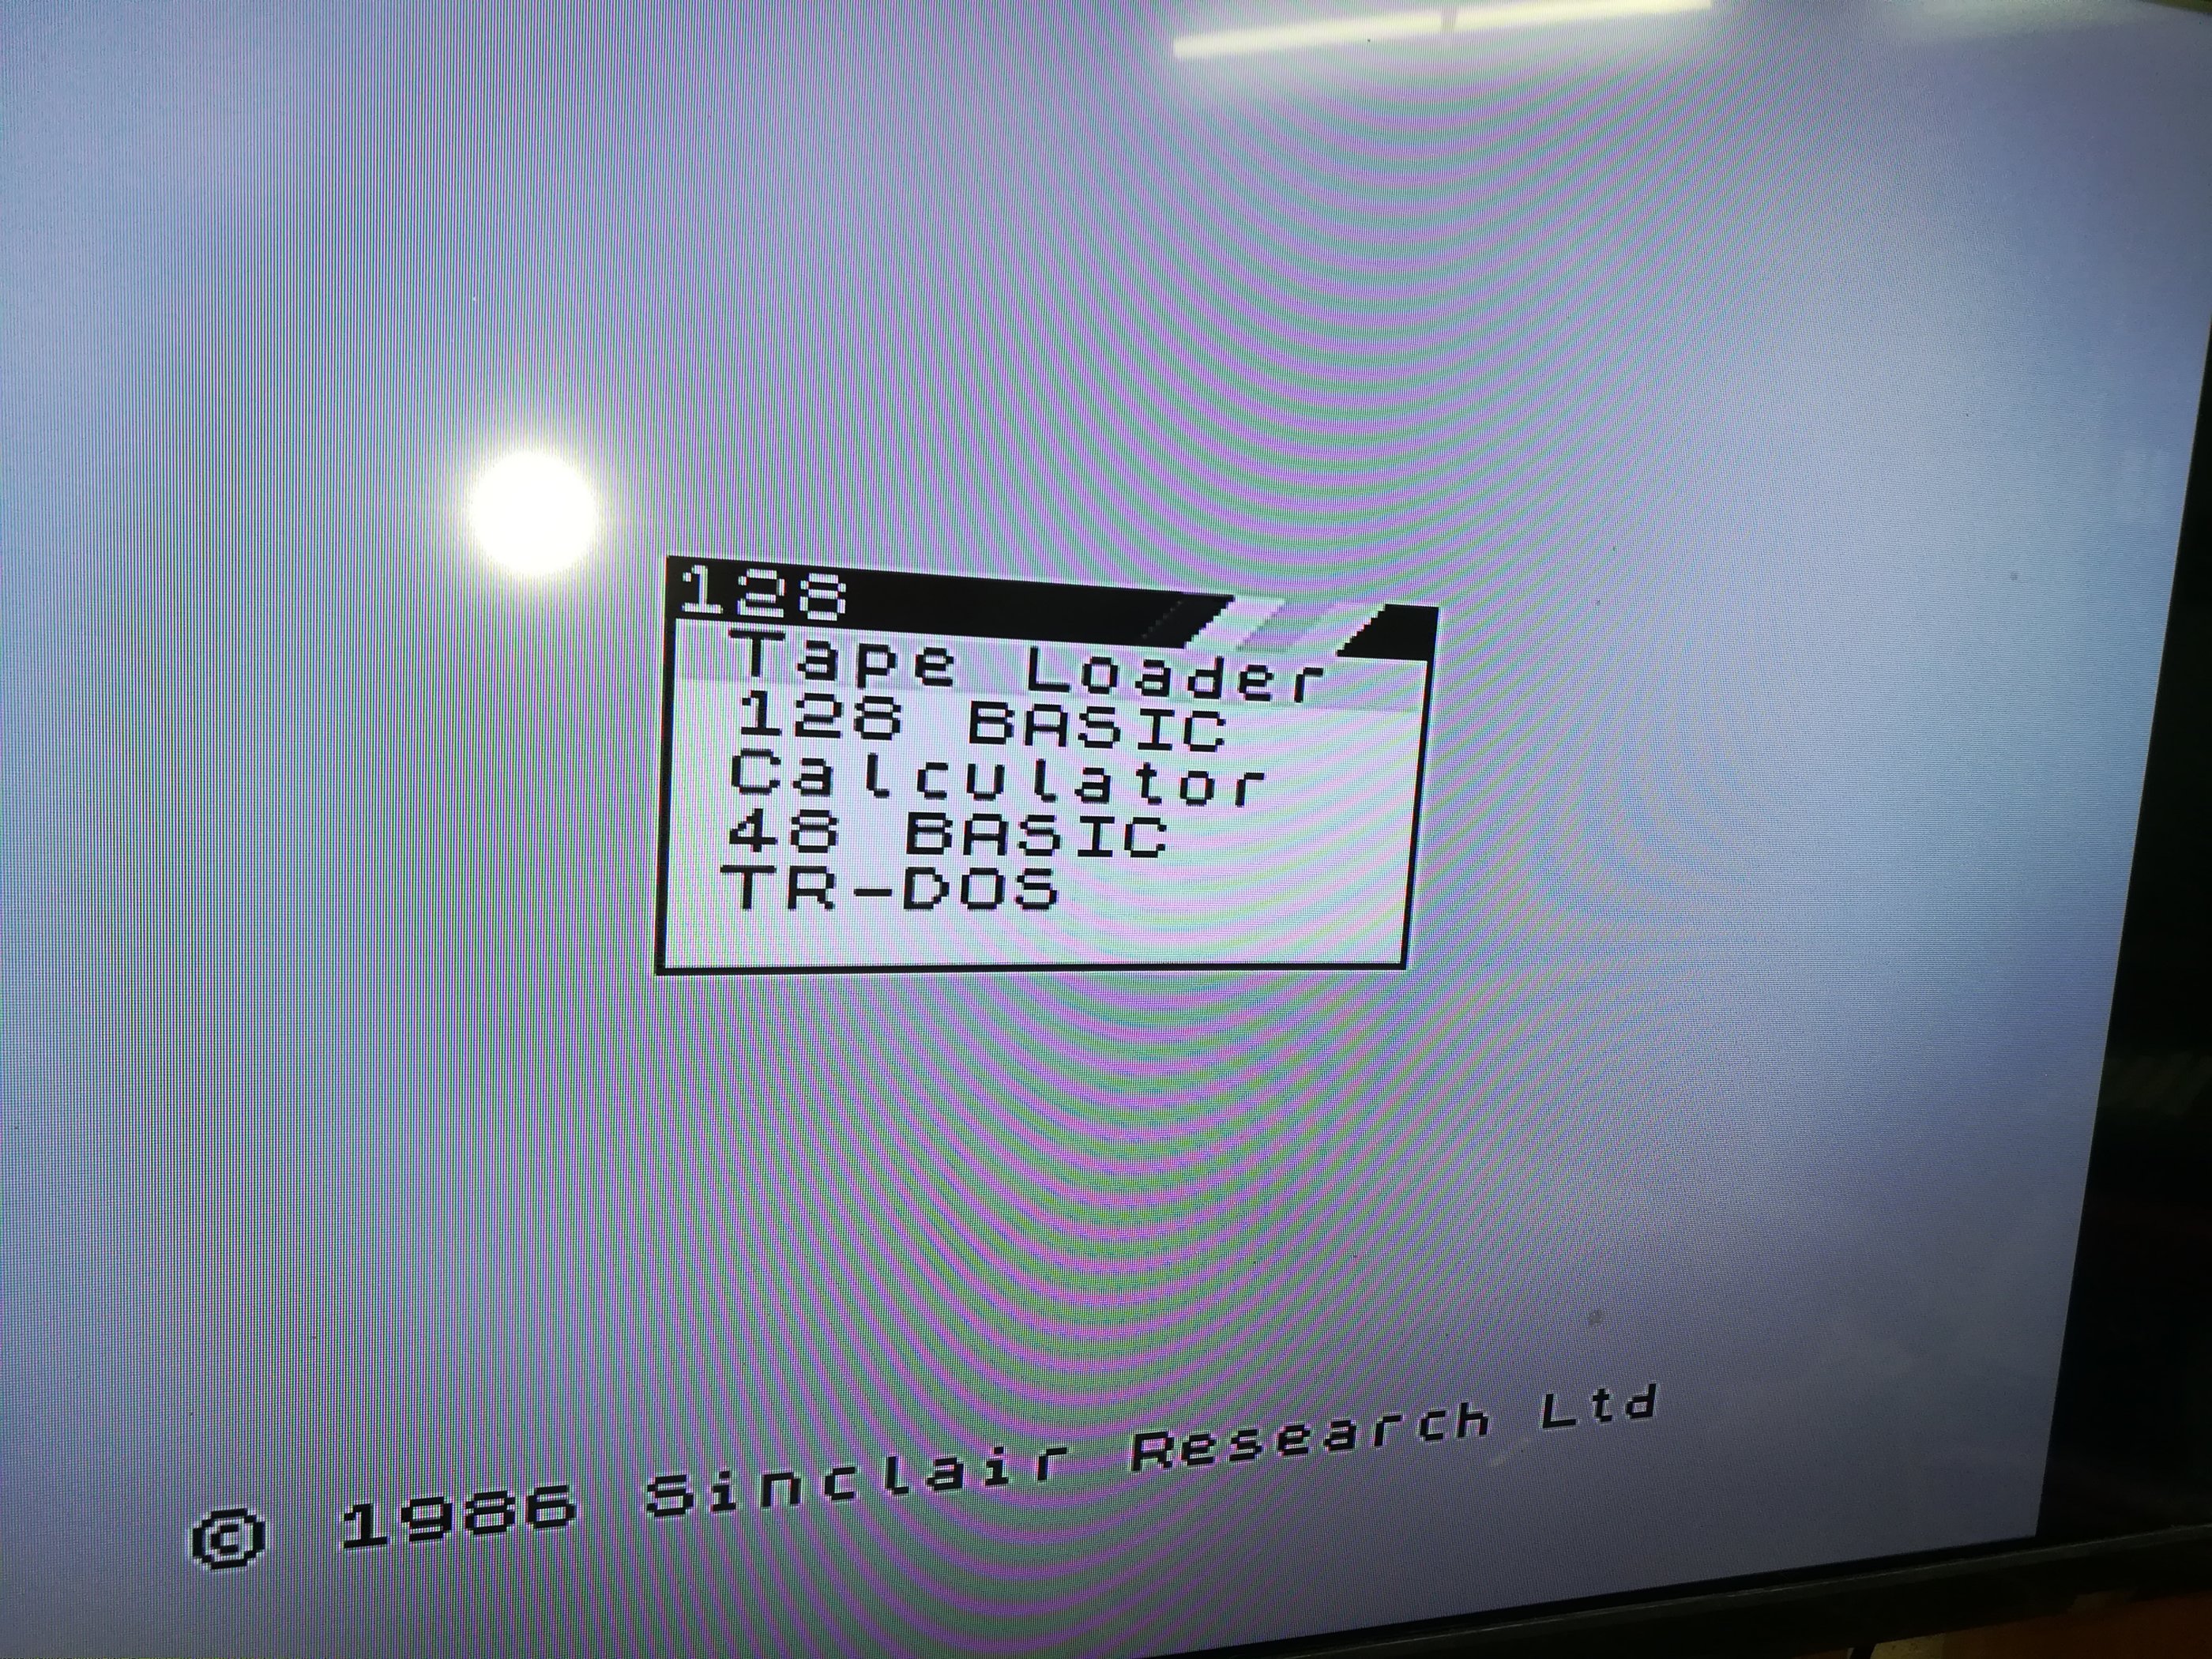 128
Tape Loader
128 BASIC
Calculator
48 BASIC
TR-DOS
© 1986 Sinclair Research Ltd